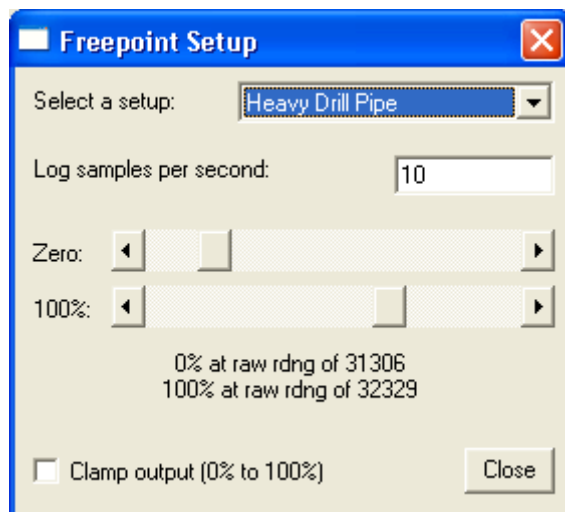 Freepoint Setup
Select a setup: Heavy Drill Pipe
Log samples per second: 10
Zero:
100%:
0% at raw rdng of 31306
100% at raw rdng of 32329
Clamp output (0% to 100%) Close